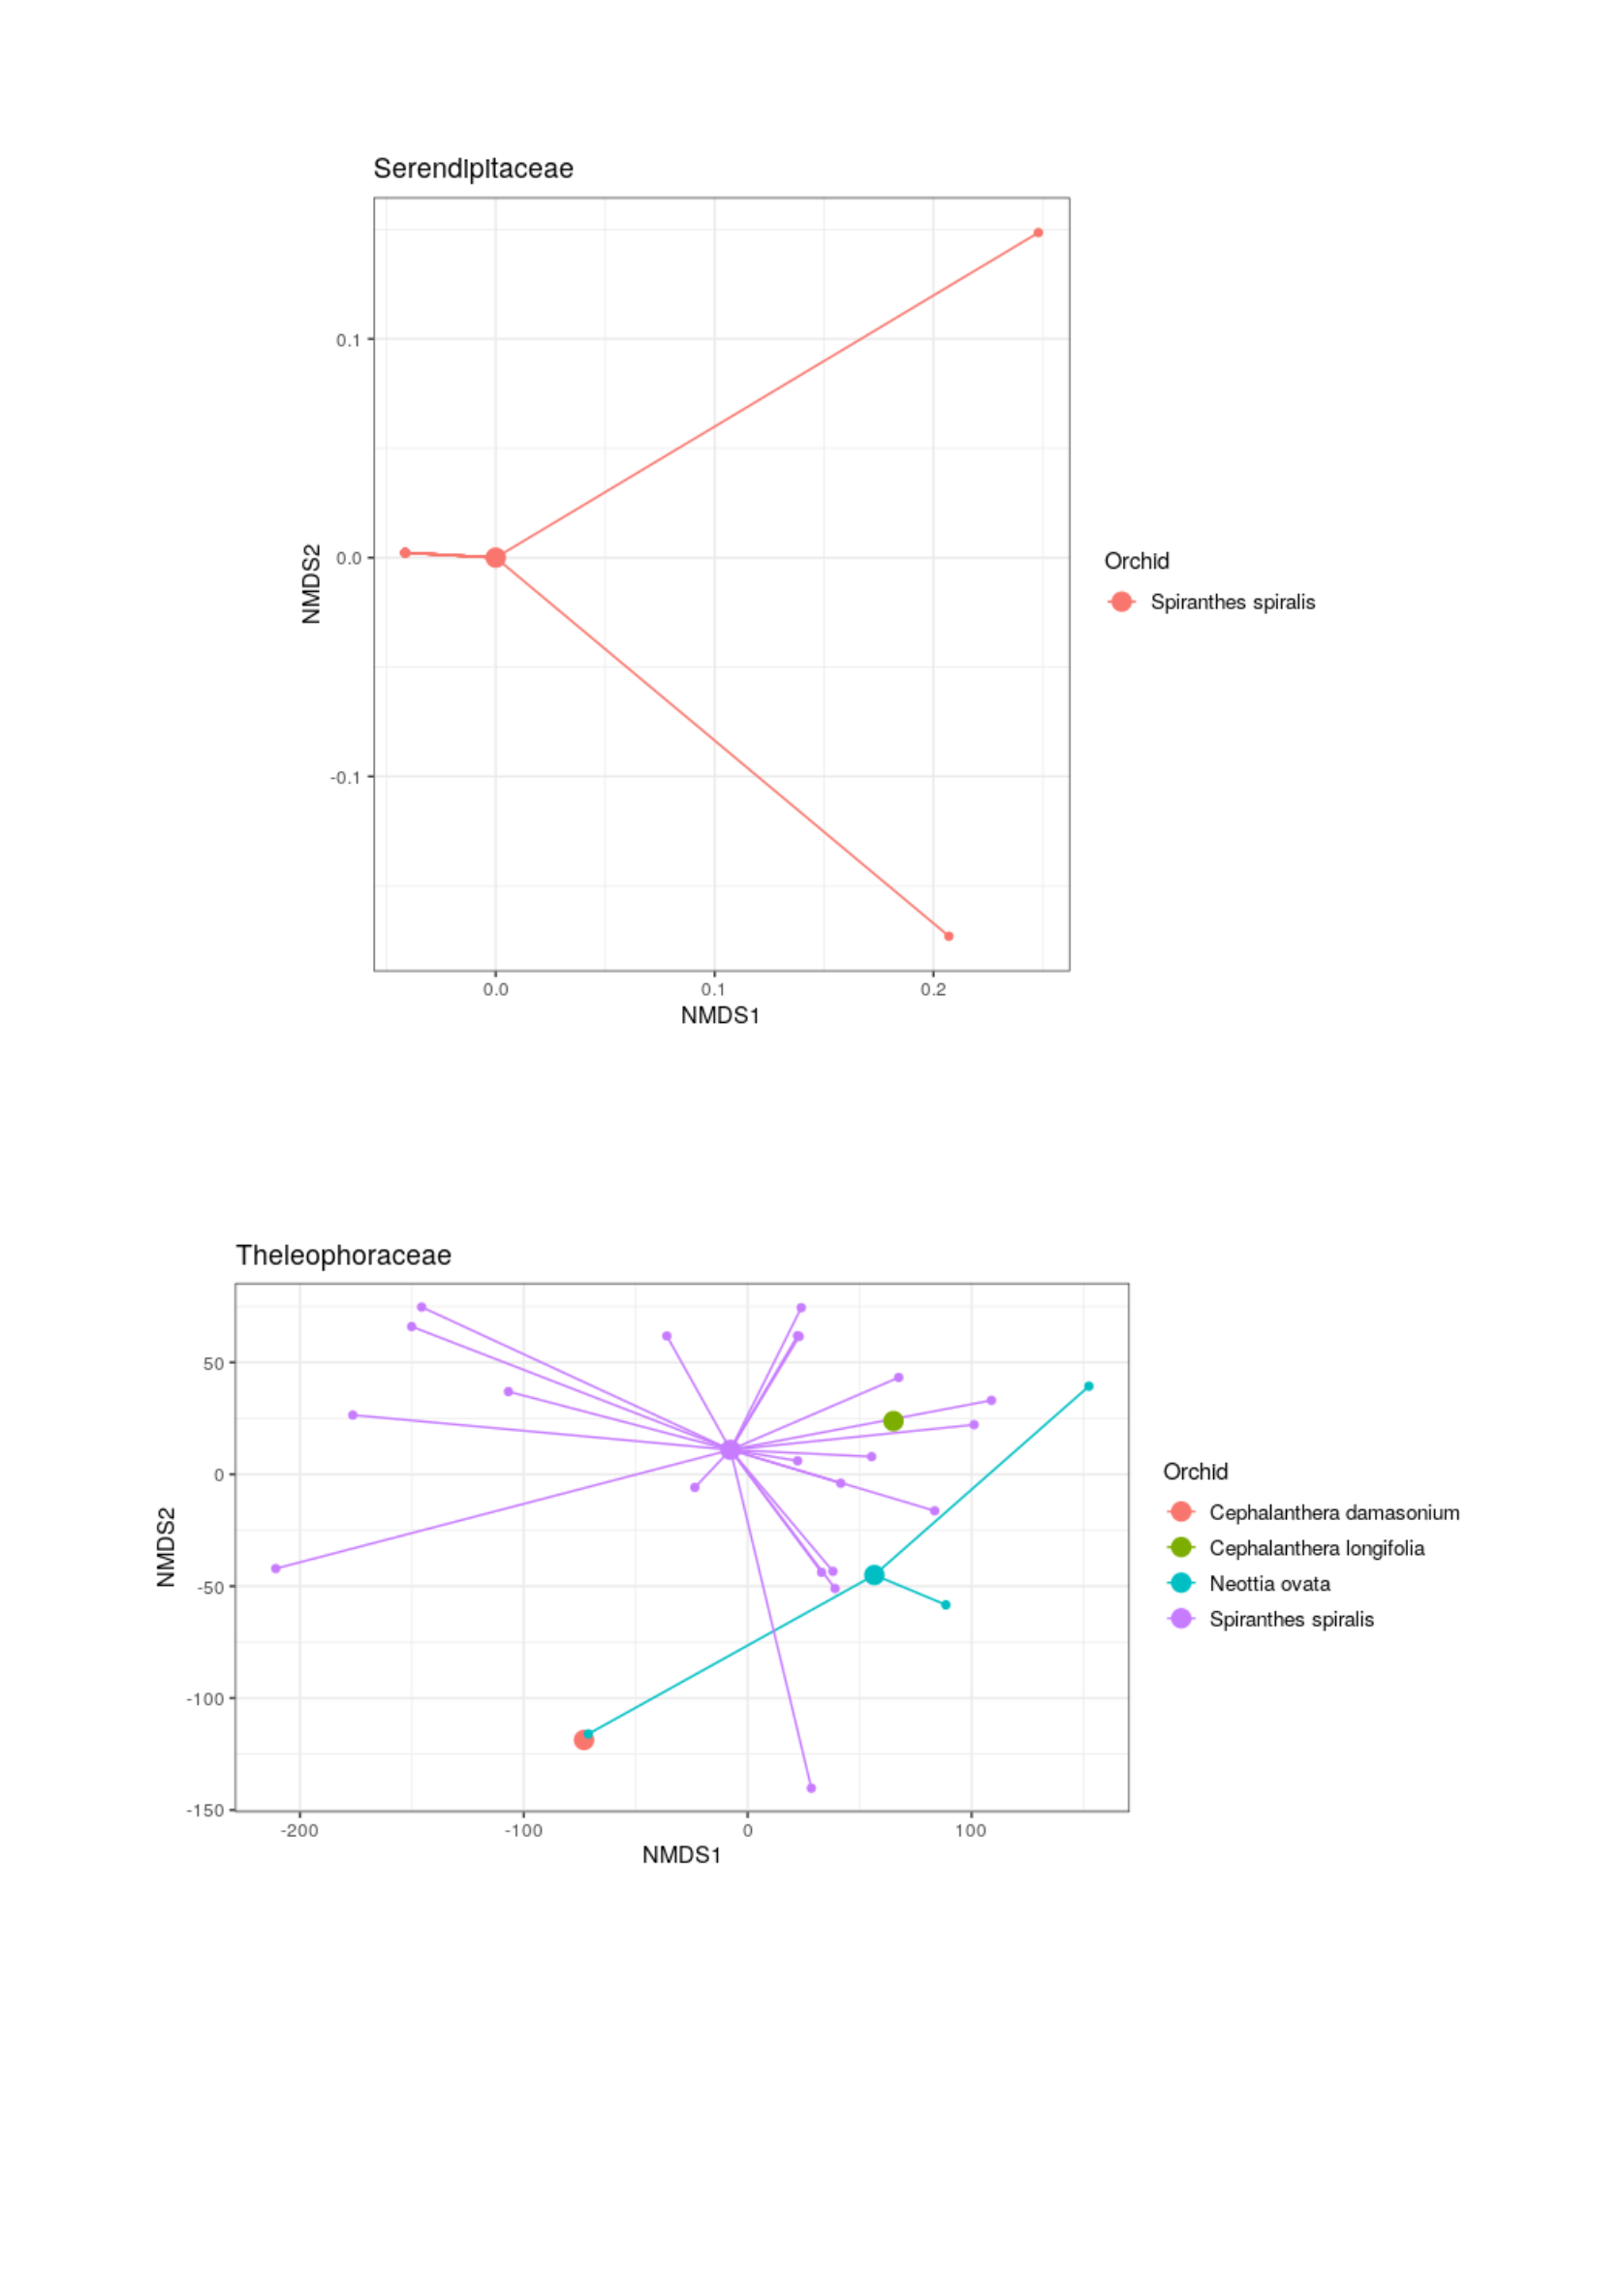 Serendipitaceae
0.1
0.0
-0.1
NMDS2
0.0
0.1
0.2
NMDS1
Orchid
Spiranthes spiralis
Theleophoraceae
50
0
-50
-100
-150
NMDS2
-200
-100
0
100
NMDS1
Orchid
Cephalanthera damasonium
Cephalanthera longifolia
Neottia ovata
Spiranthes spiralis